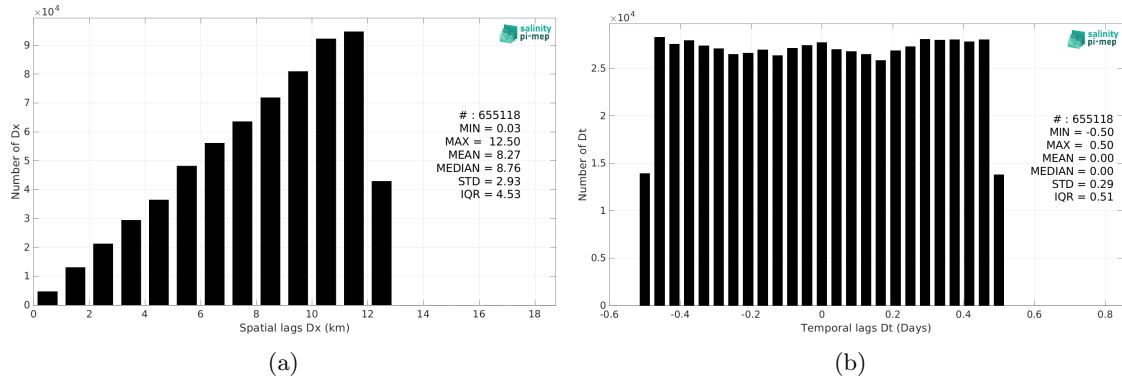 ×10⁴
9
8
7
6
5
4
3
2
1
0
Number of Dx
0 2 4 6 8 10 12 14 16 18
Spatial lags Dx (km)
salinity
pi-mep
# : 655118
MIN = 0.03
MAX = 12.50
MEAN = 8.27
MEDIAN = 8.76
STD = 2.93
IQR = 4.53
(a)
×10⁴
2.5
2
1.5
1
0.5
0
Number of Dt
-0.6 -0.4 -0.2 0 0.2 0.4 0.6 0.8
Temporal lags Dt (Days)
salinity
pi-mep
# : 655118
MIN = -0.50
MAX = 0.50
MEAN = 0.00
MEDIAN = 0.00
STD = 0.29
IQR = 0.51
(b)